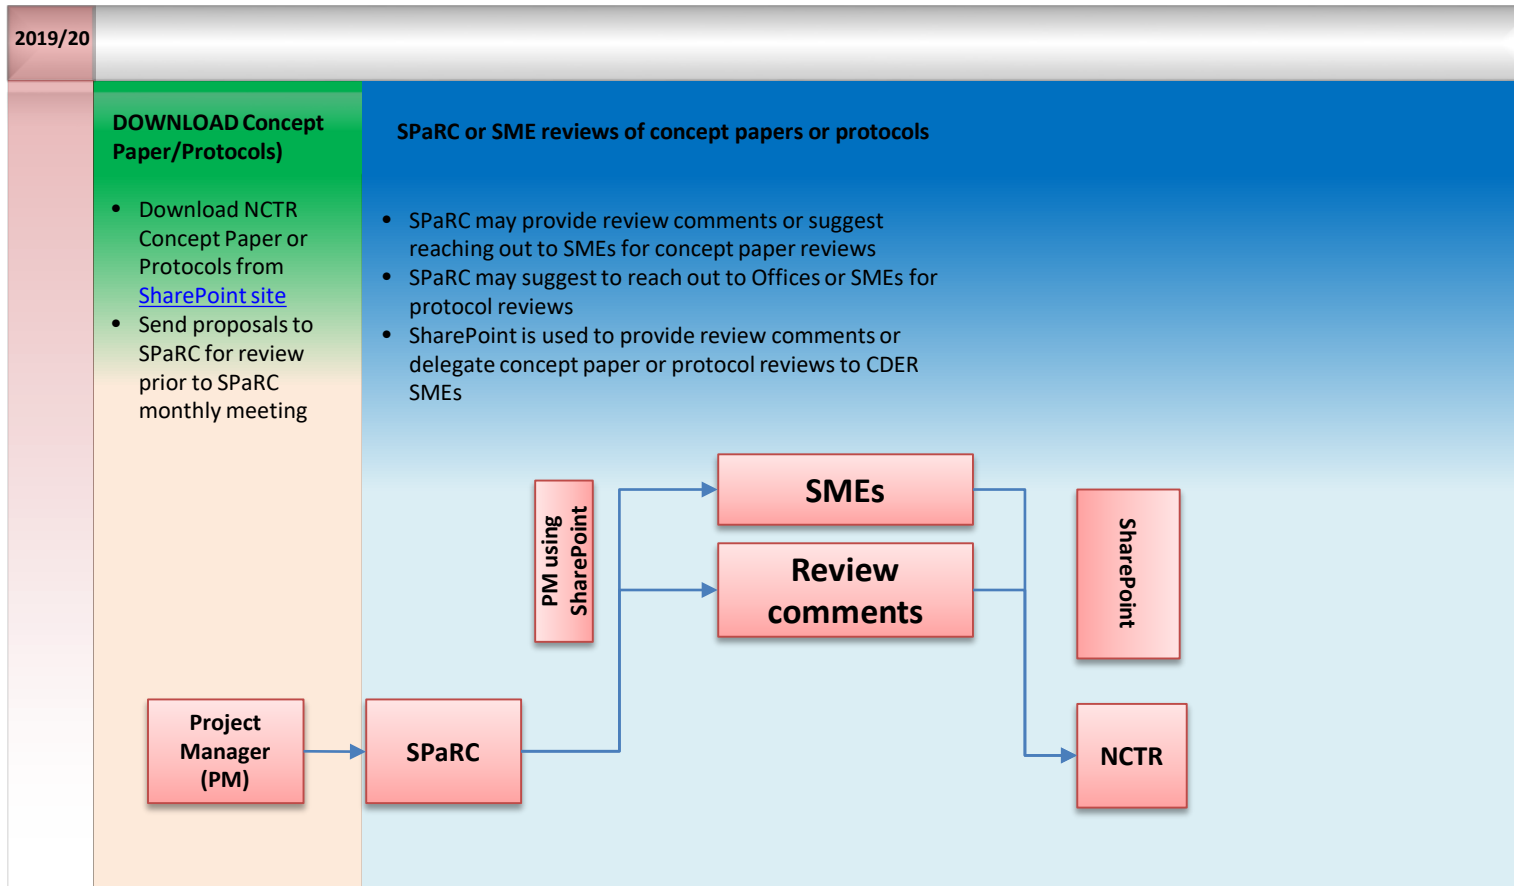 2019/20
DOWNLOAD Concept
Paper/Protocols)
• Download NCTR
Concept Paper or
Protocols from
SharePoint site
• Send proposals to
SPaRC for review
prior to SPaRC
monthly meeting
SPaRC or SME reviews of concept papers or protocols
• SPaRC may provide review comments or suggest
reaching out to SMEs for concept paper reviews
• SPaRC may suggest to reach out to Offices or SMEs for
protocol reviews
• SharePoint is used to provide review comments or
delegate concept paper or protocol reviews to CDER
SMEs
PM using
SharePoint
SMEs
Review
comments
SharePoint
Project
Manager
(PM)
SPaRC
NCTR